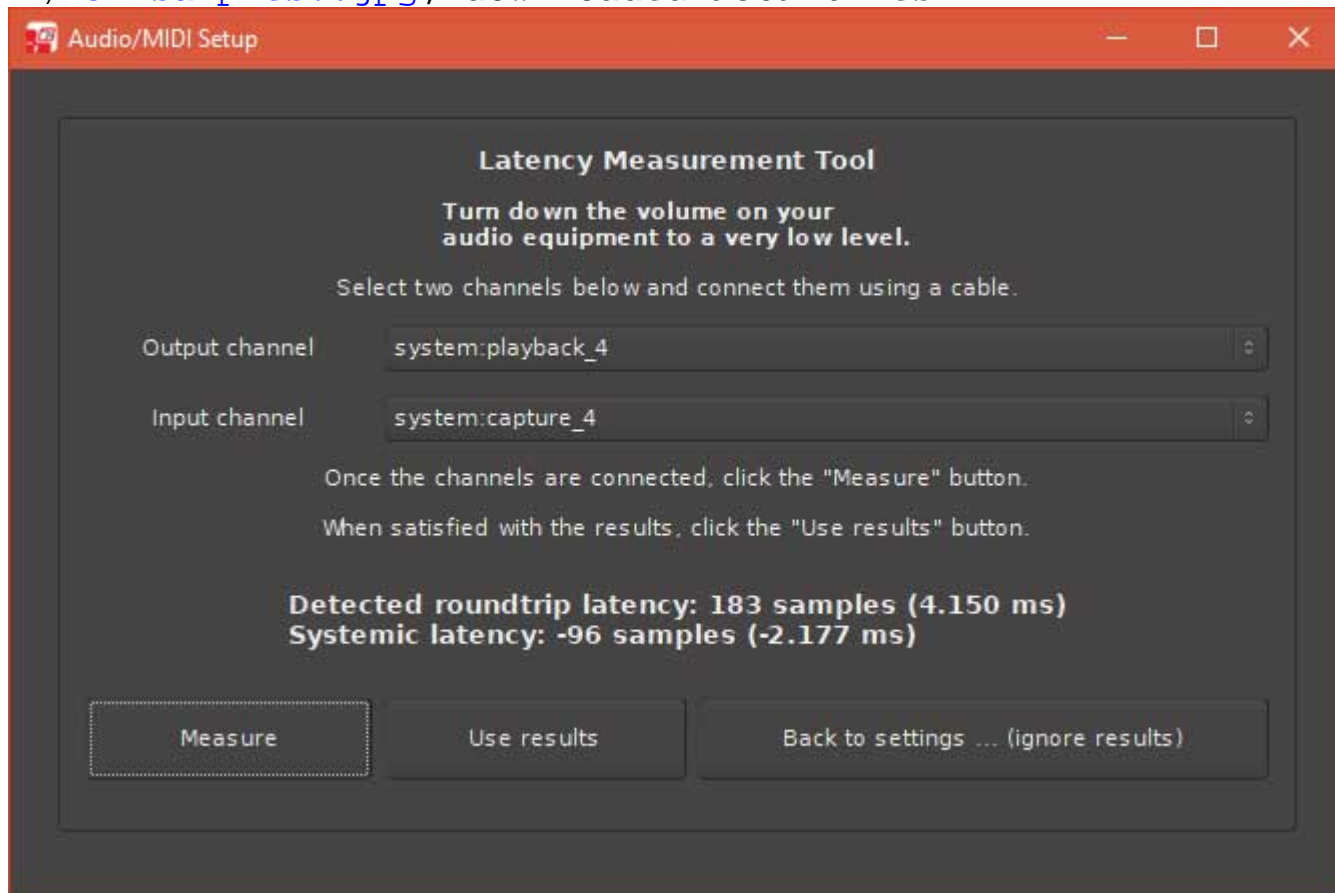 Audio/MIDI Setup
Latency Measurement Tool
Turn down the volume on your
audio equipment to a very low level.
Select two channels below and connect them using a cable.
Output channel system:playback_4
Input channel system:capture_4
Once the channels are connected, click the "Measure" button.
When satisfied with the results, click the "Use results" button.
Detected roundtrip latency: 183 samples (4.150 ms)
Systemic latency: -96 samples (-2.177 ms)
Measure Use results Back to settings ... (ignore results)